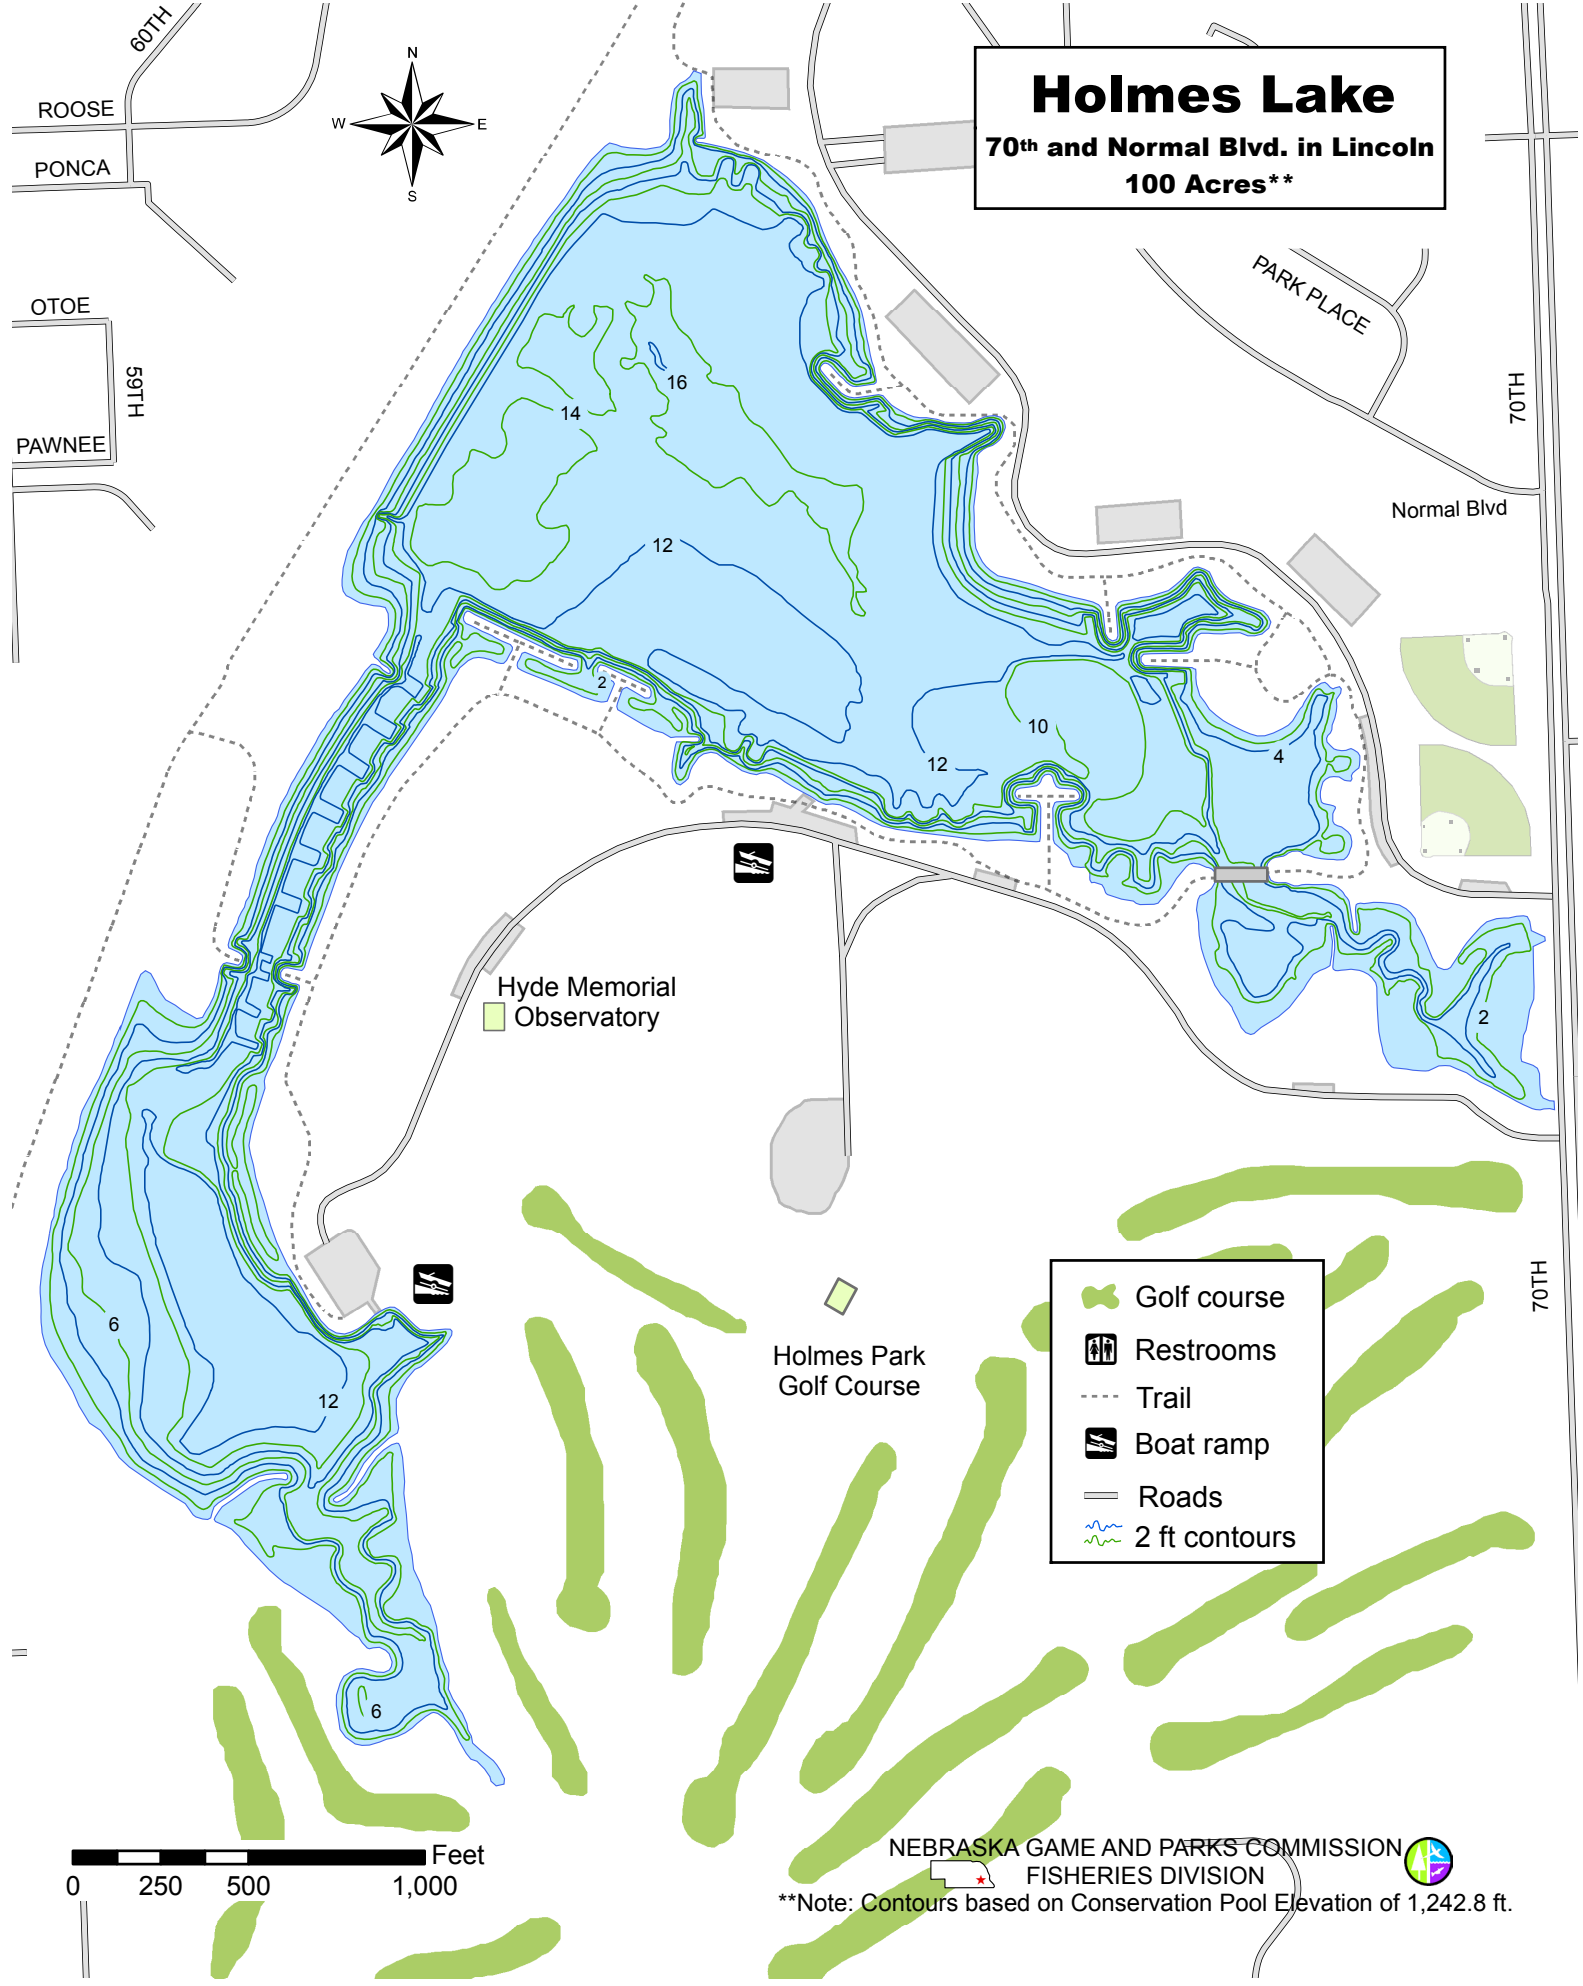 Holmes Lake
70th and Normal Blvd. in Lincoln
100 Acres**
60TH
ROOSE
PONCA
N
W
E
S
OTOE
59TH
PAWNEE
PARK PLACE
70TH
Normal Blvd
16
14
12
2
10
12
4
2
Hyde Memorial
Observatory
6
12
6
Holmes Park
Golf Course
70TH
Golf course
Restrooms
Trail
Boat ramp
Roads
2 ft contours
Feet
0 250 500 1,000
NEBRASKA GAME AND PARKS COMMISSION
FISHERIES DIVISION
**Note: Contours based on Conservation Pool Elevation of 1,242.8 ft.